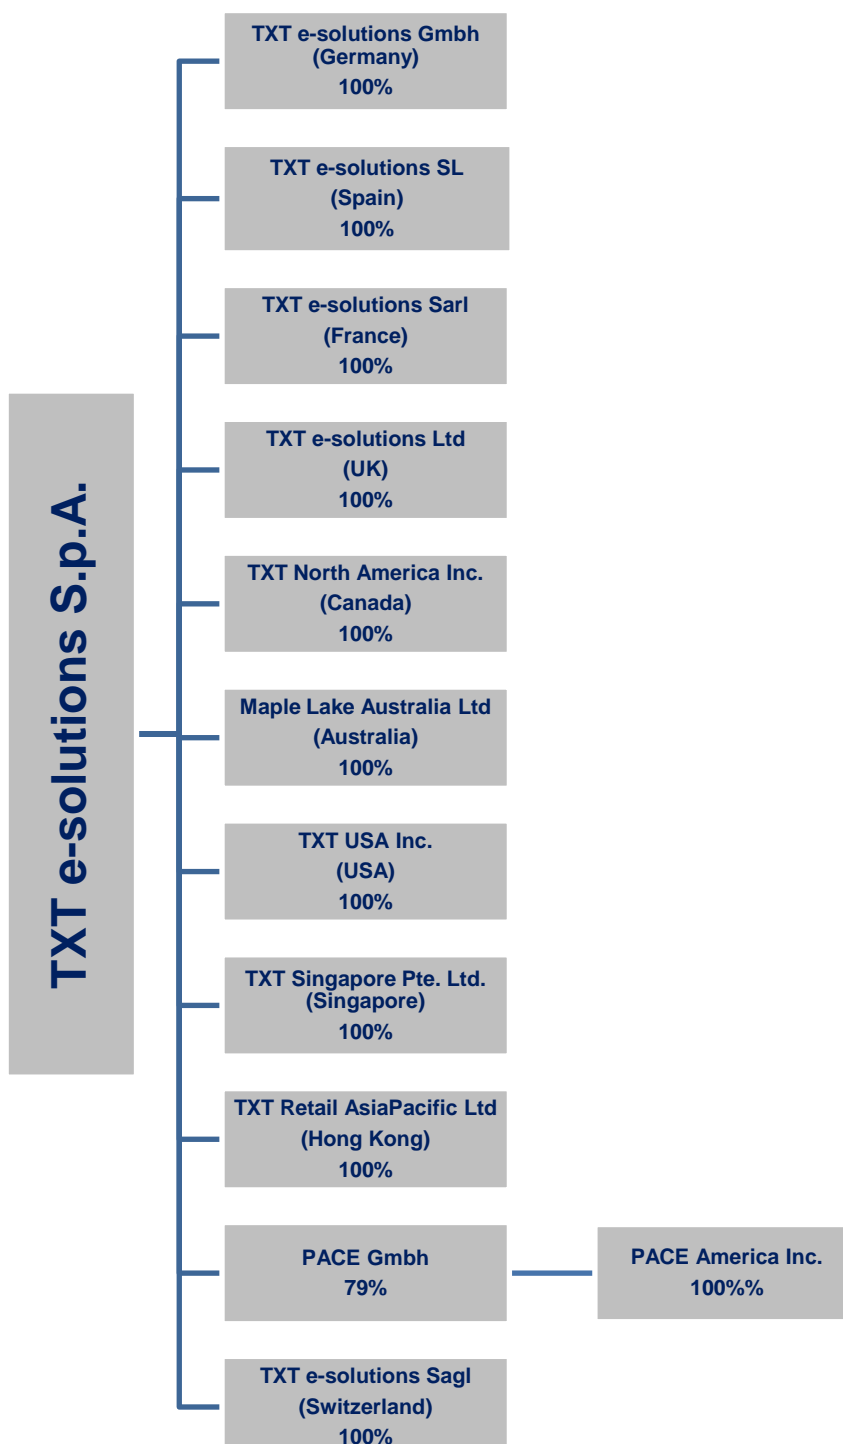 TXT e-solutions S.p.A.
TXT e-solutions Gmbh
(Germany)
100%
TXT e-solutions SL
(Spain)
100%
TXT e-solutions Sarl
(France)
100%
TXT e-solutions Ltd
(UK)
100%
TXT North America Inc.
(Canada)
100%
Maple Lake Australia Ltd
(Australia)
100%
TXT USA Inc.
(USA)
100%
TXT Singapore Pte. Ltd.
(Singapore)
100%
TXT Retail AsiaPacific Ltd
(Hong Kong)
100%
PACE Gmbh
79%
PACE America Inc.
100%%
TXT e-solutions Sagl
(Switzerland)
100%